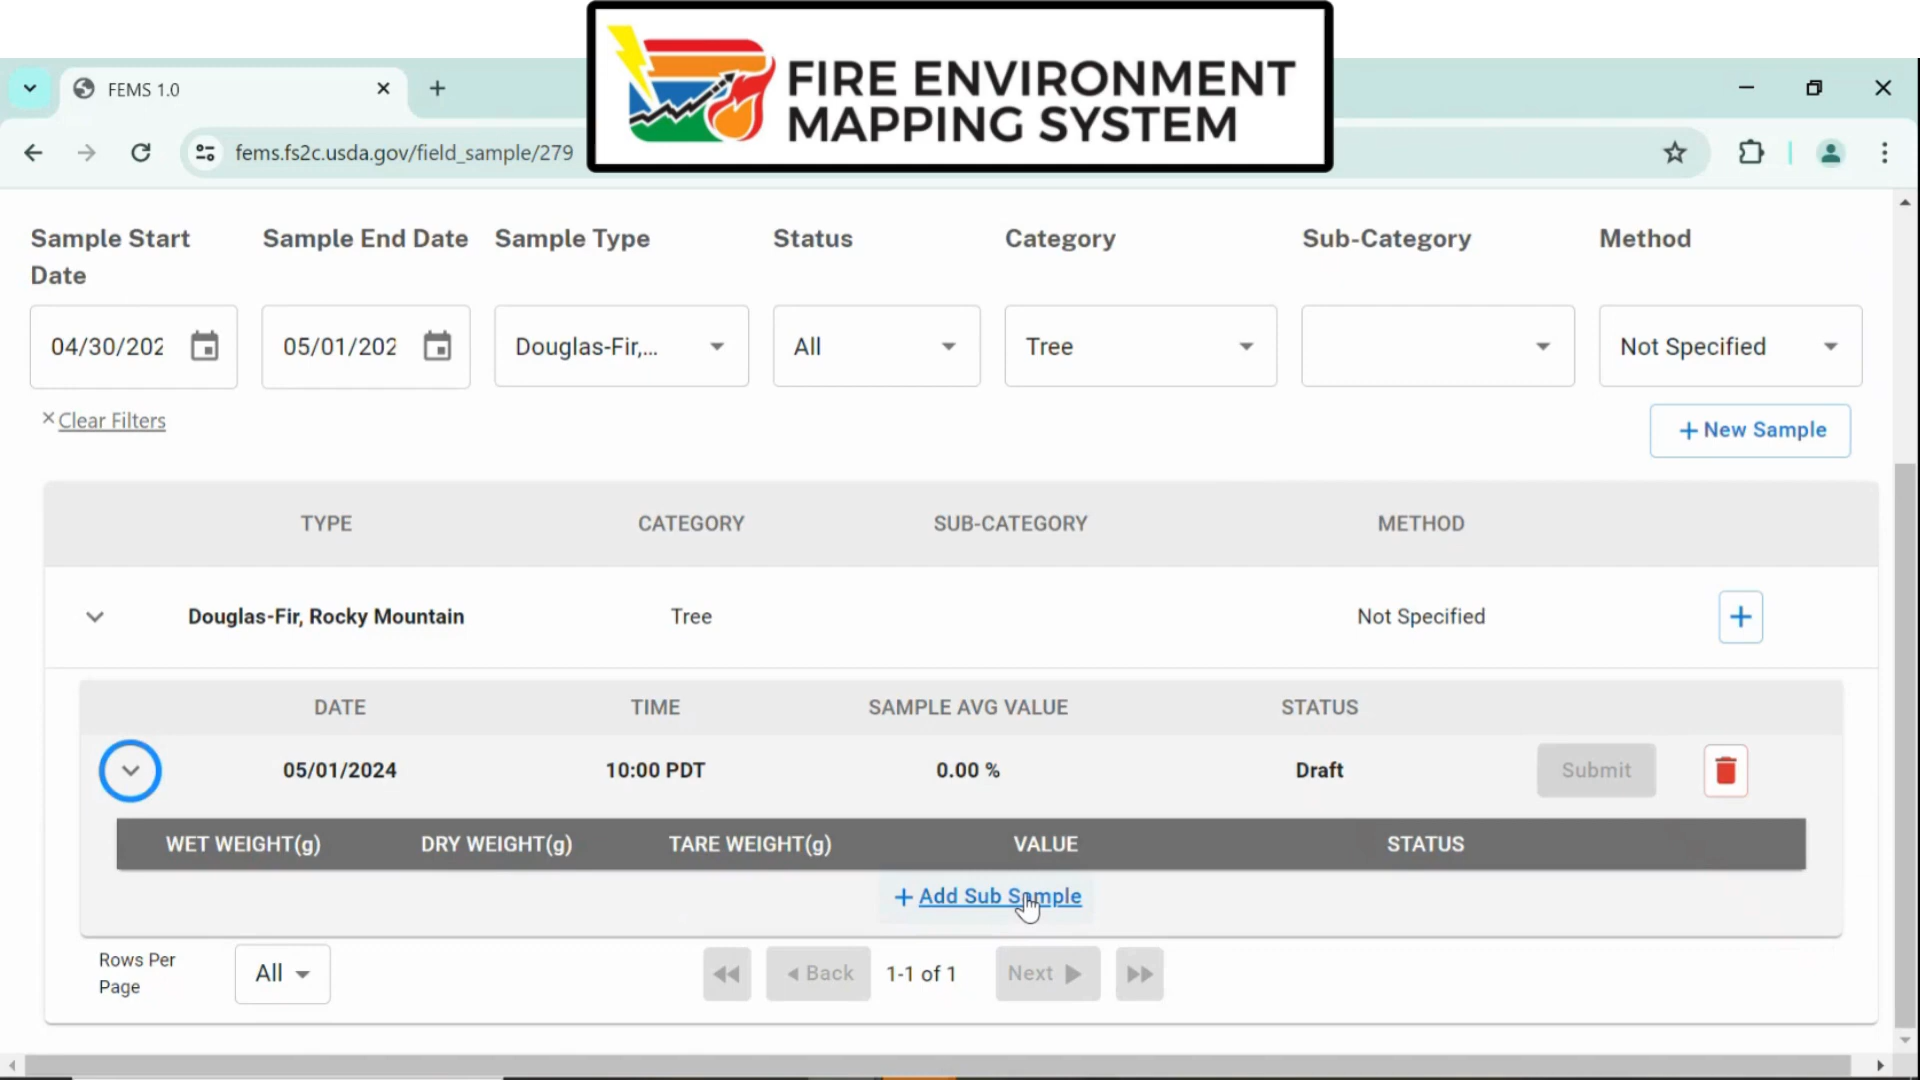 FIRE ENVIRONMENT
MAPPING SYSTEM
FEMS 1.0
fems.fs2c.usda.gov/field_sample/279
Sample Start
Date
Sample End Date
Sample Type
Status
Category
Sub-Category
Method
04/30/202
05/01/202
Douglas-Fir,...
All
Tree
Not Specified
Clear Filters
+ New Sample
TYPE
CATEGORY
SUB-CATEGORY
METHOD
Douglas-Fir, Rocky Mountain
Tree
Not Specified
DATE
TIME
SAMPLE AVG VALUE
STATUS
05/01/2024
10:00 PDT
0.00 %
Draft
Submit
WET WEIGHT(g)
DRY WEIGHT(g)
TARE WEIGHT(g)
VALUE
STATUS
+ Add Sub Sample
Rows Per
Page
All
Back
1-1 of 1
Next